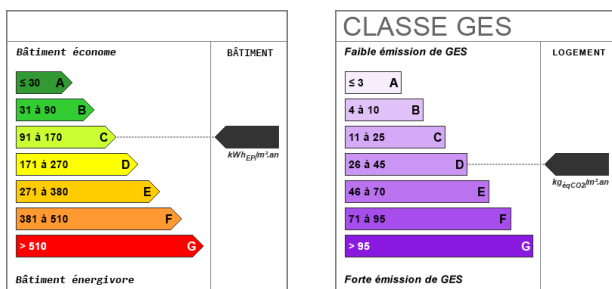 Bâtiment économe
BÂTIMENT
≤ 30 A
31 à 90 B
91 à 170 C
kWhEP/m².an
171 à 270 D
271 à 380 E
381 à 510 F
> 510 G
Bâtiment énergivore
CLASSE GES
Faible émission de GES
LOGEMENT
≤ 3 A
4 à 10 B
11 à 25 C
26 à 45 D
kgéqCO2/m².an
46 à 70 E
71 à 95 F
> 95 G
Forte émission de GES